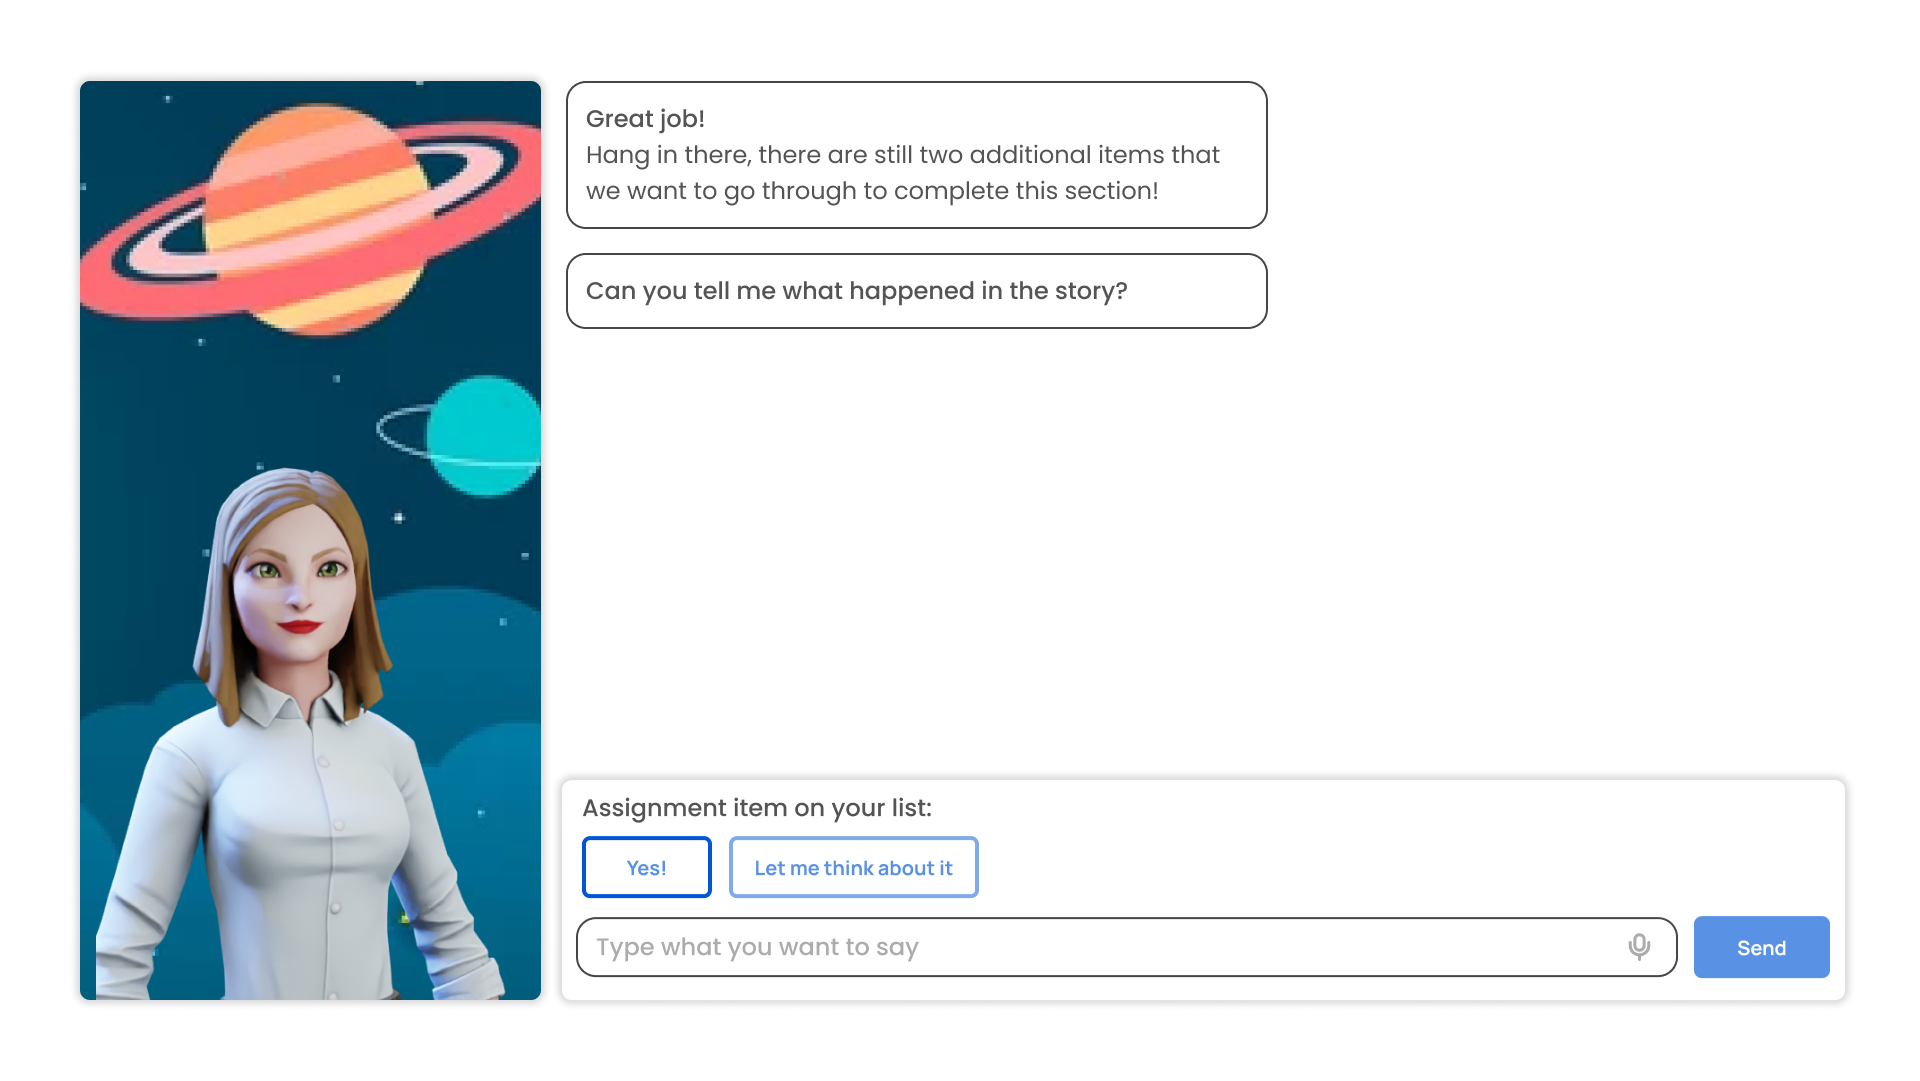 Great job!
Hang in there, there are still two additional items that
we want to go through to complete this section!
Can you tell me what happened in the story?
Assignment item on your list:
Yes!
Let me think about it
Type what you want to say
Send